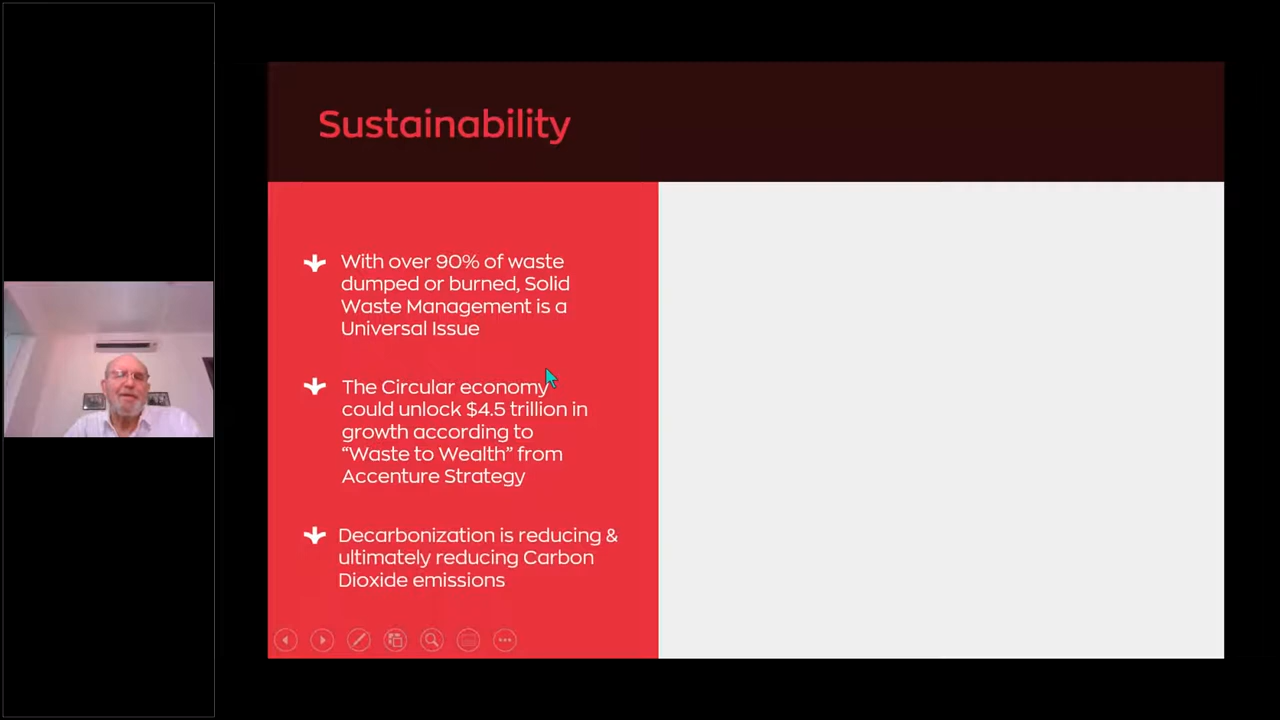 Sustainability
With over 90% of waste
dumped or burned, Solid
Waste Management is a
Universal Issue
The Circular economy
could unlock $4.5 trillion in
growth according to
“Waste to Wealth” from
Accenture Strategy
Decarbonization is reducing &
ultimately reducing Carbon
Dioxide emissions